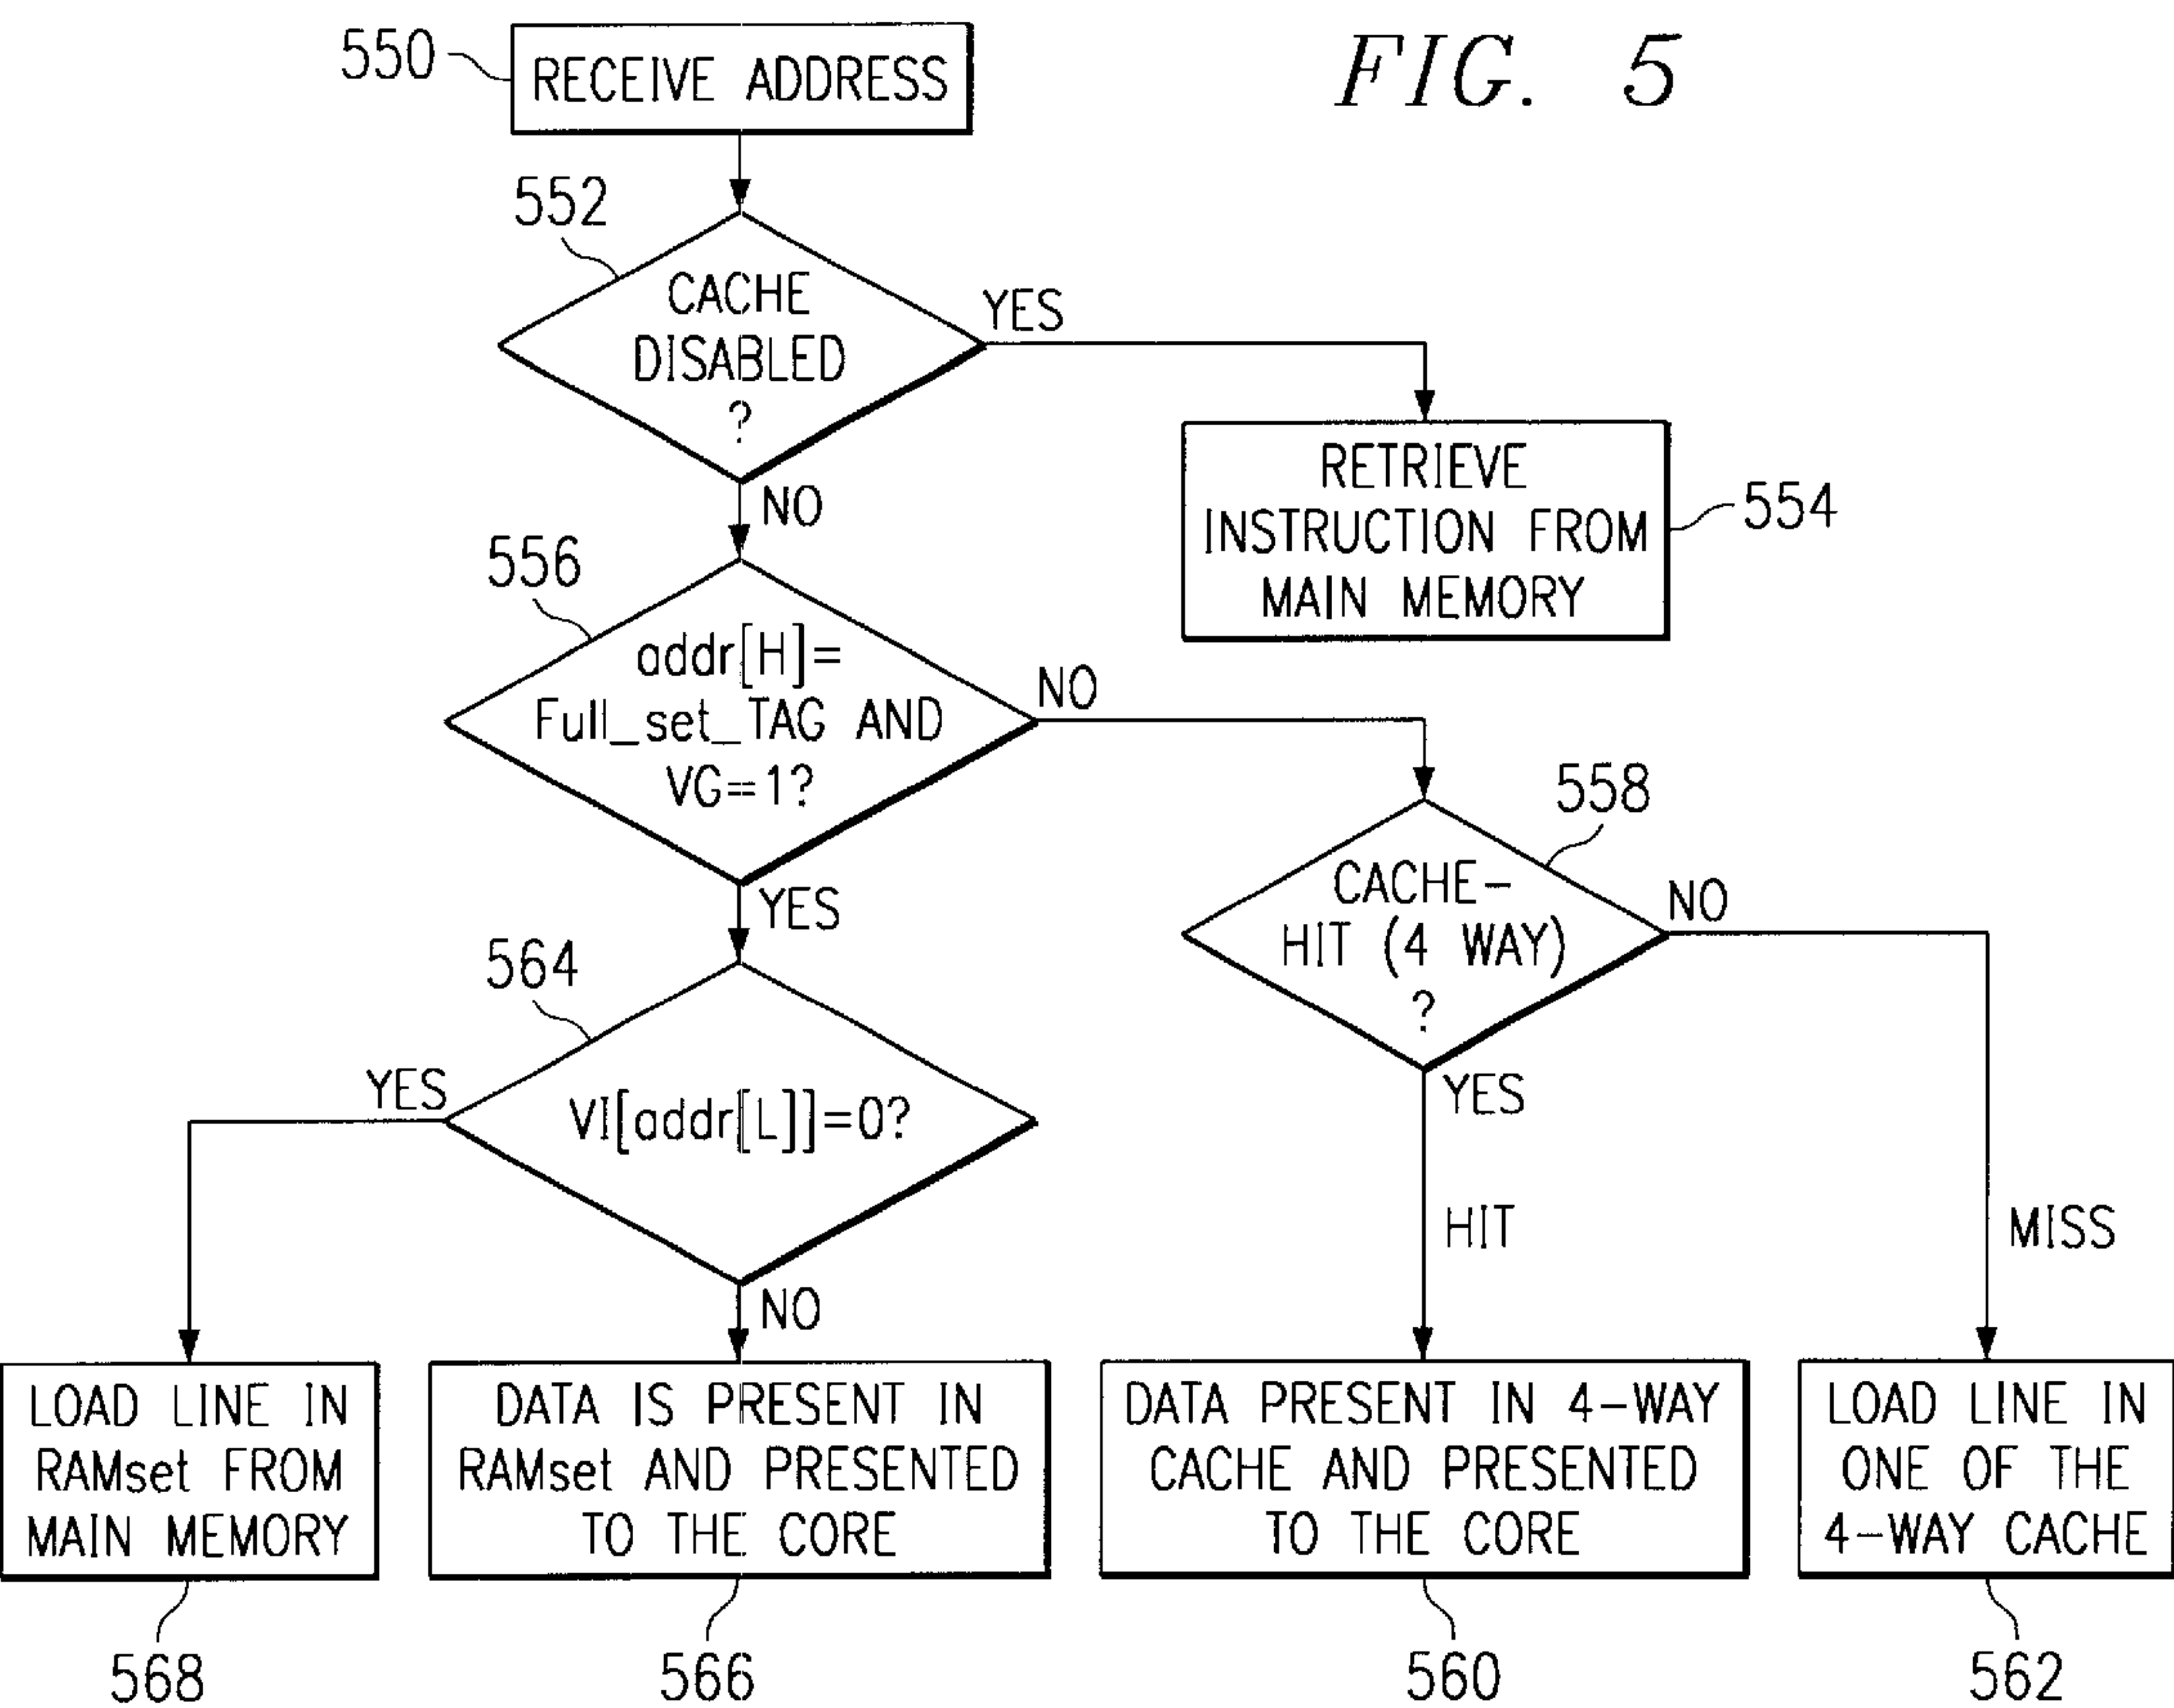 FIG. 5
550
RECEIVE ADDRESS
552
CACHE
DISABLED
?
YES
NO
RETRIEVE
INSTRUCTION FROM
MAIN MEMORY
554
556
addr[H]=
Full_set_TAG AND
VG=1?
NO
YES
558
CACHE-
HIT (4 WAY)
?
NO
YES
HIT
MISS
564
VI[addr[L]]=0?
YES
NO
LOAD LINE IN
RAMset FROM
MAIN MEMORY
568
DATA IS PRESENT IN
RAMset AND PRESENTED
TO THE CORE
566
DATA PRESENT IN 4-WAY
CACHE AND PRESENTED
TO THE CORE
560
LOAD LINE IN
ONE OF THE
4-WAY CACHE
562